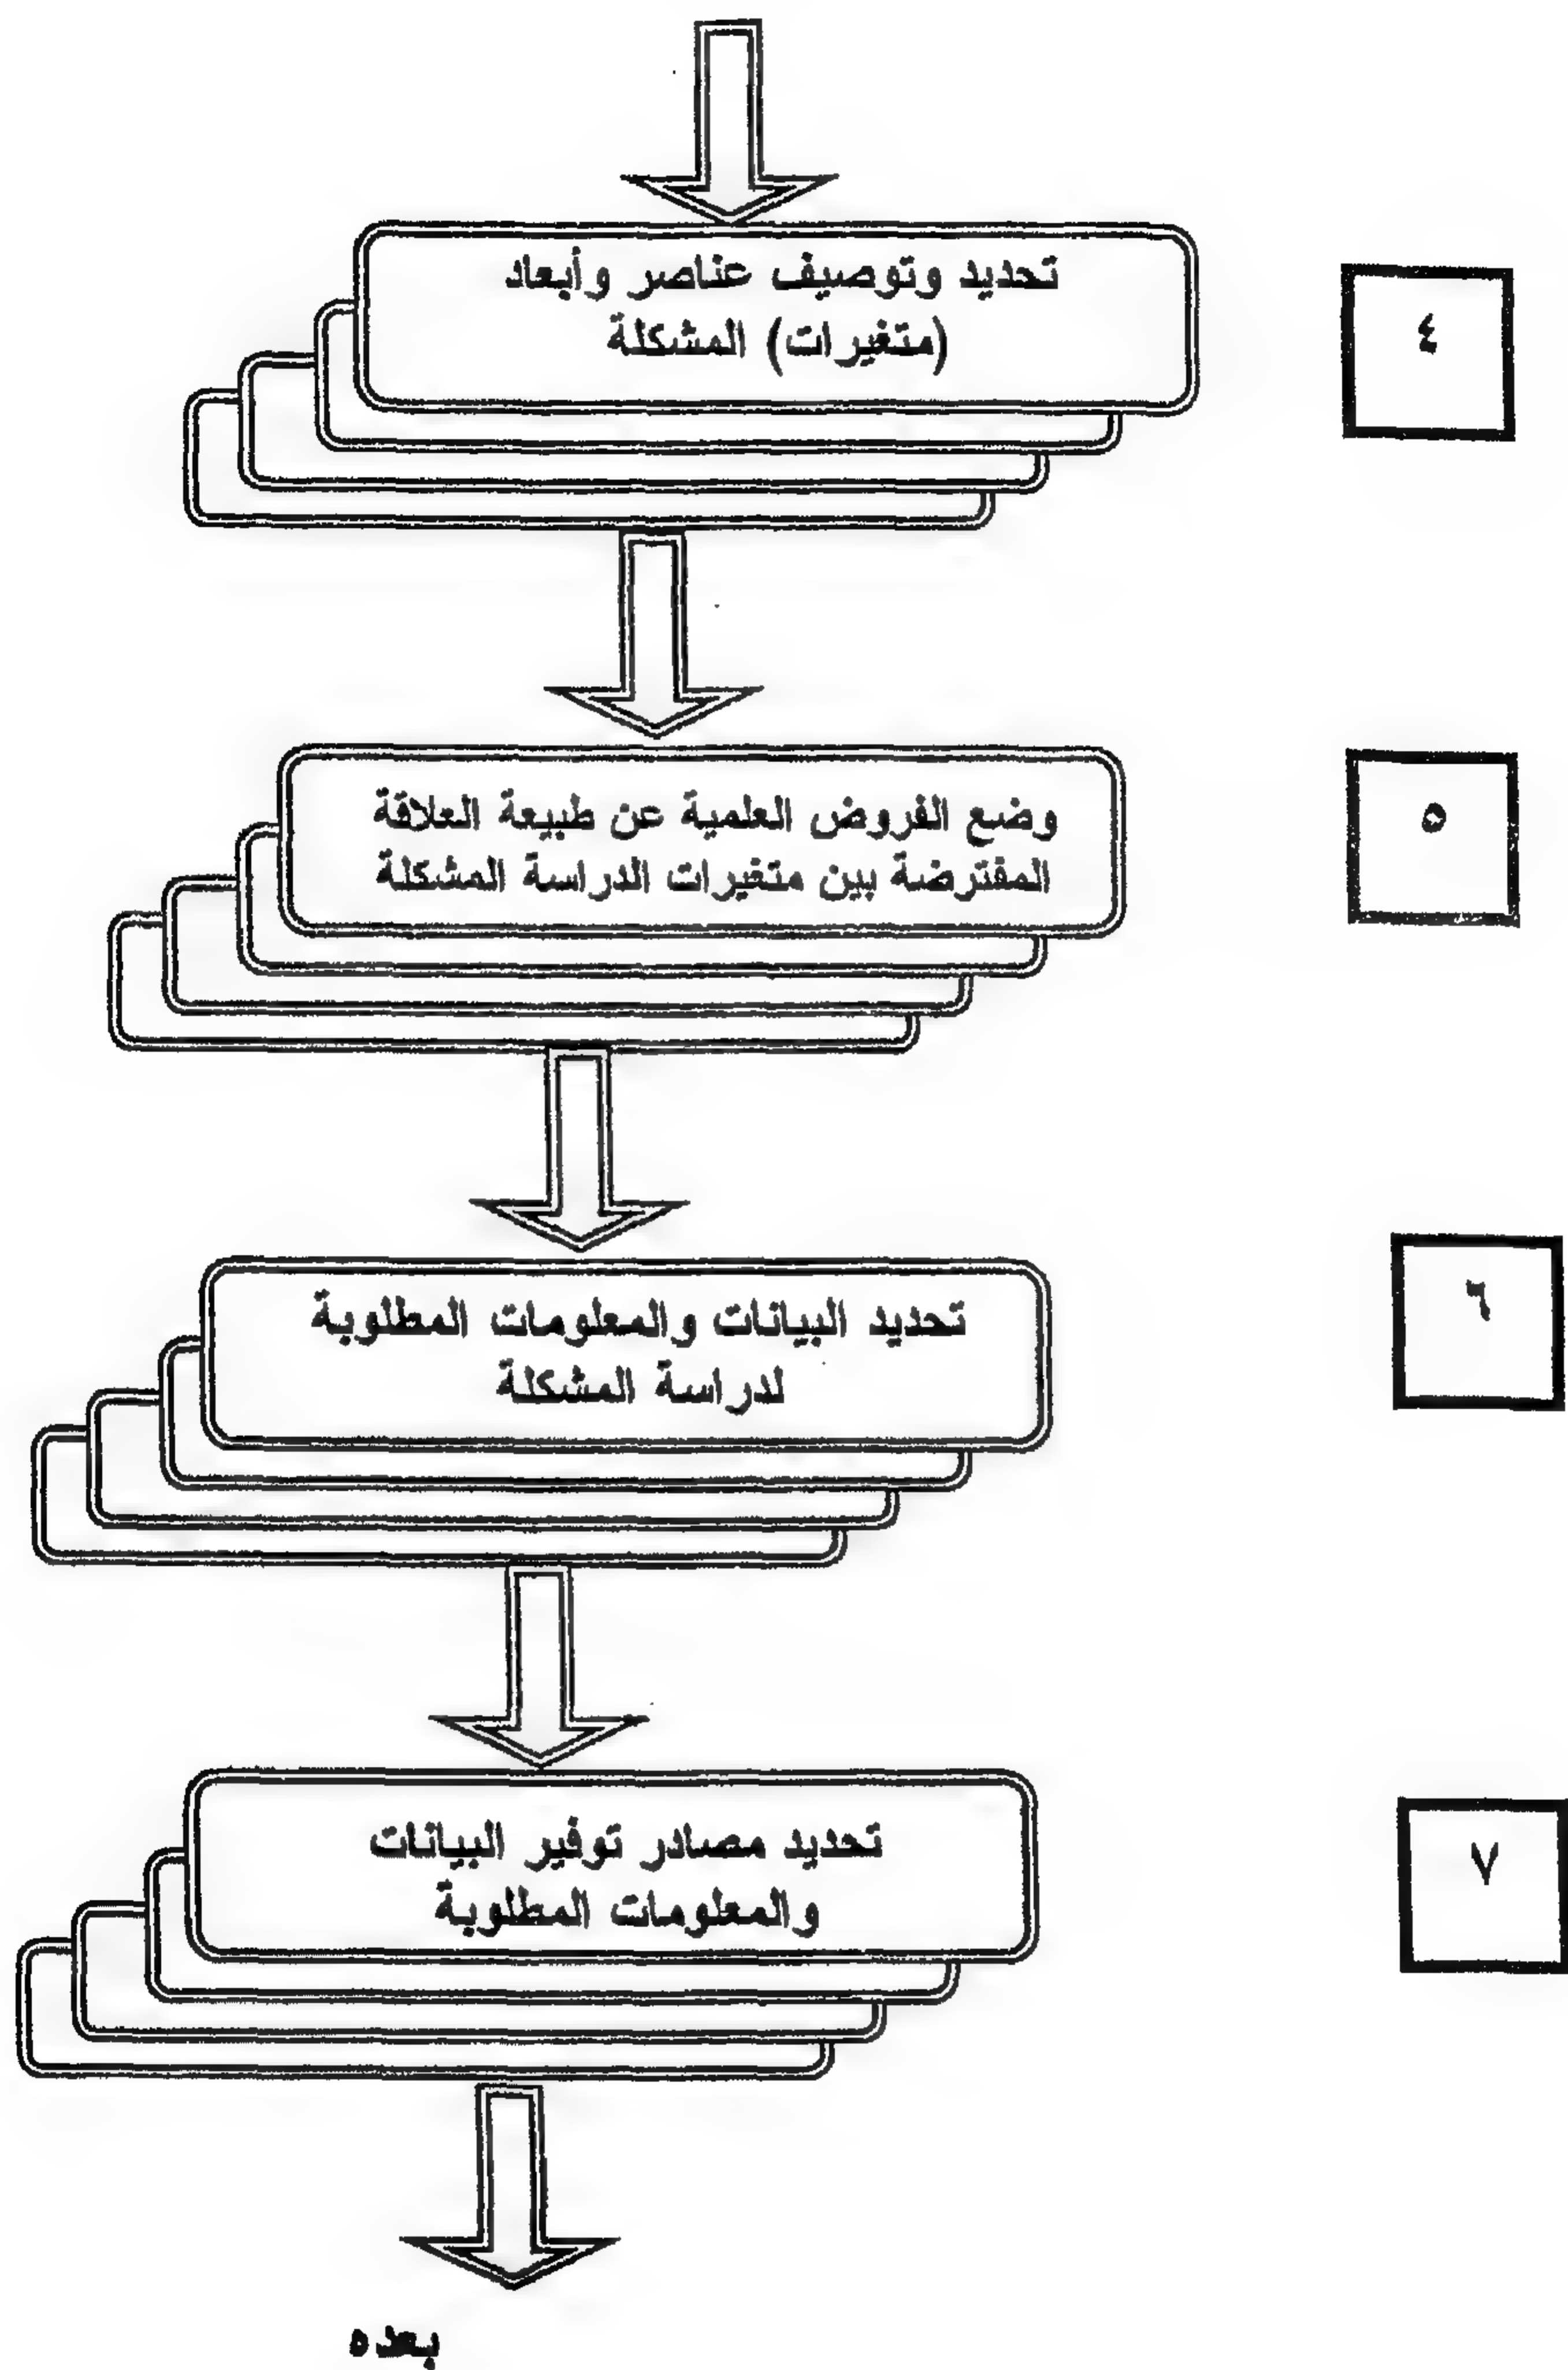 ٤
تحديد وتوصيف عناصر وأبعاد
(متغيرات) المشكلة
٥
وضع الفروض العلمية عن طبيعة العلاقة
المفترضة بين متغيرات الدراسة المشكلة
٦
تحديد البيانات والمعلومات المطلوبة
لدراسة المشكلة
٧
تحديد مصادر توفير البيانات
والمعلومات المطلوبة
بعده